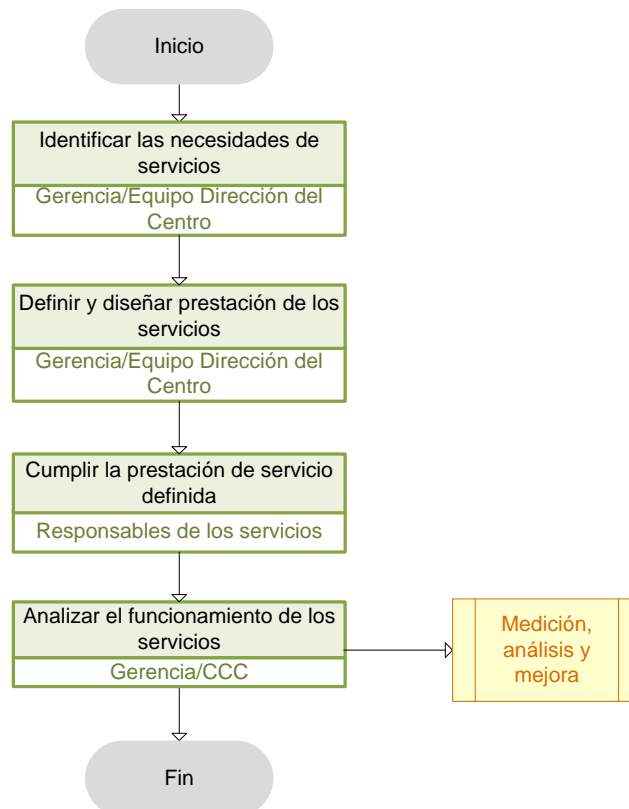 Inicio
Identificar las necesidades de
servicios
Gerencia/Equipo Dirección del
Centro
Definir y diseñar prestación de los
servicios
Gerencia/Equipo Dirección del
Centro
Cumplir la prestación de servicio
definida
Responsables de los servicios
Analizar el funcionamiento de los
servicios
Gerencia/CCC
Medición,
análisis y
mejora
Fin